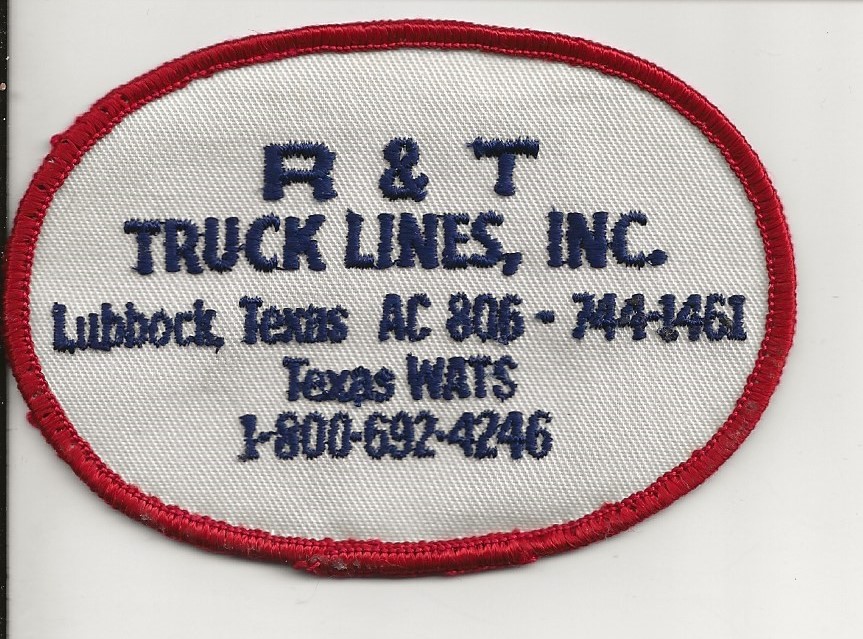 R & T
TRUCK LINES, INC.
Lubbock, Texas AC 806 - 744-1461
Texas WATS
1-800-692-4246